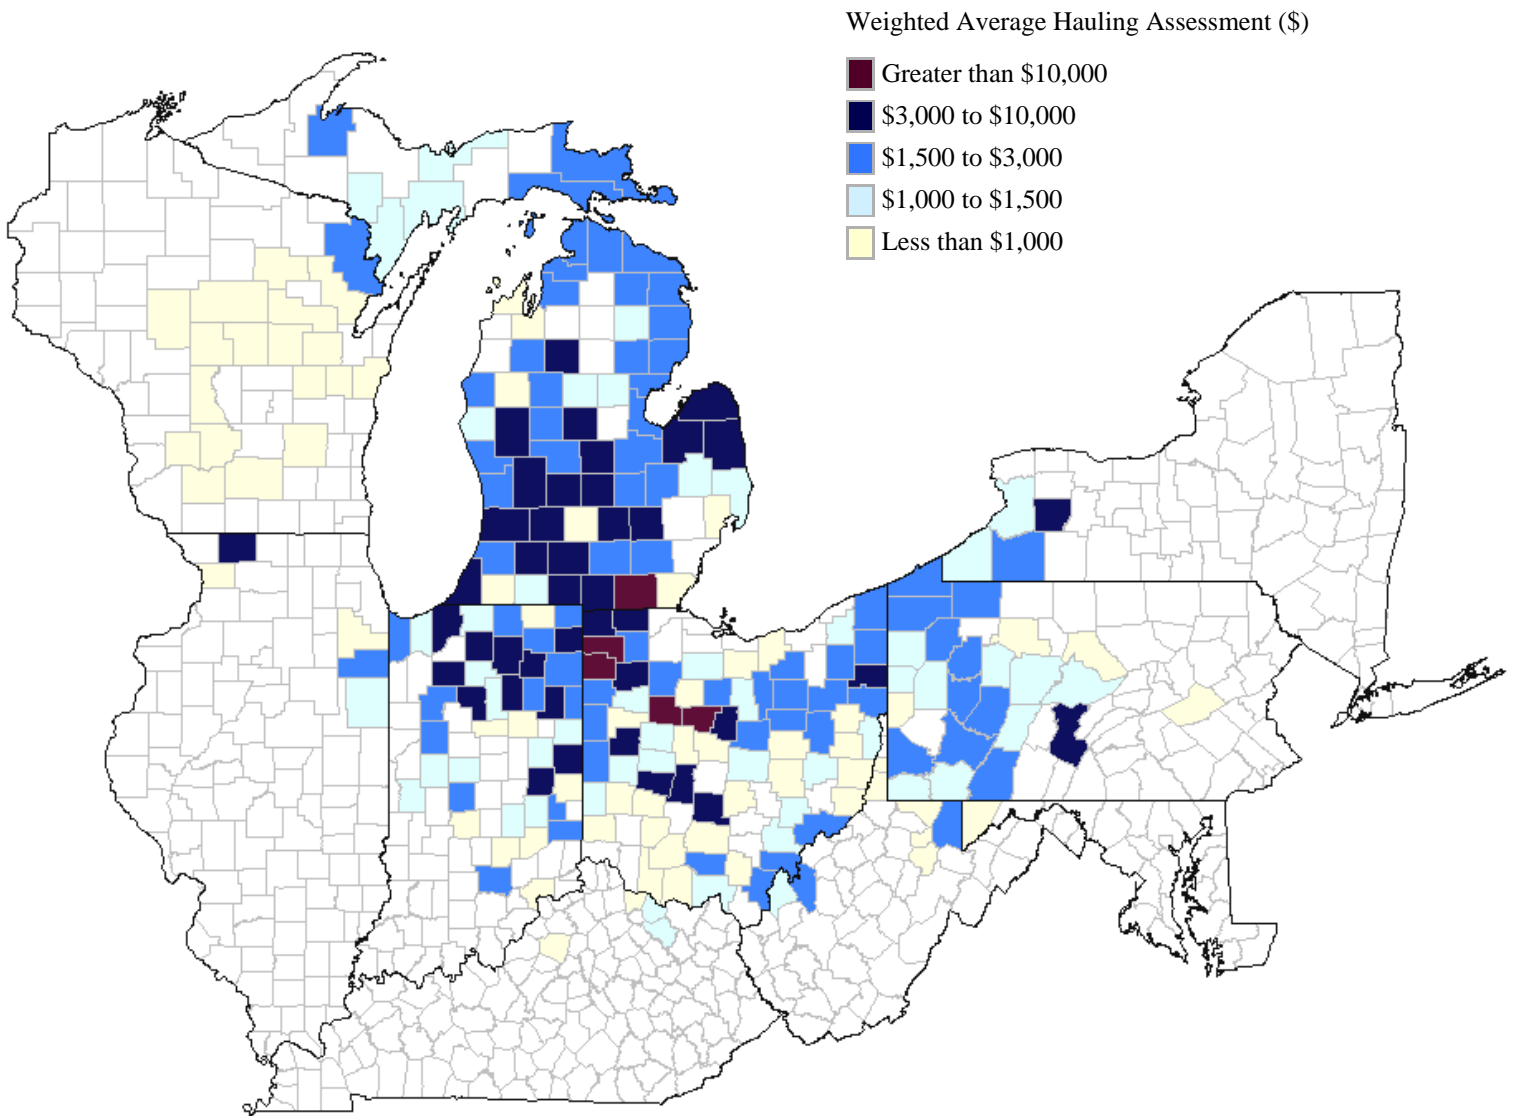 Weighted Average Hauling Assessment ($)
Greater than $10,000
$3,000 to $10,000
$1,500 to $3,000
$1,000 to $1,500
Less than $1,000